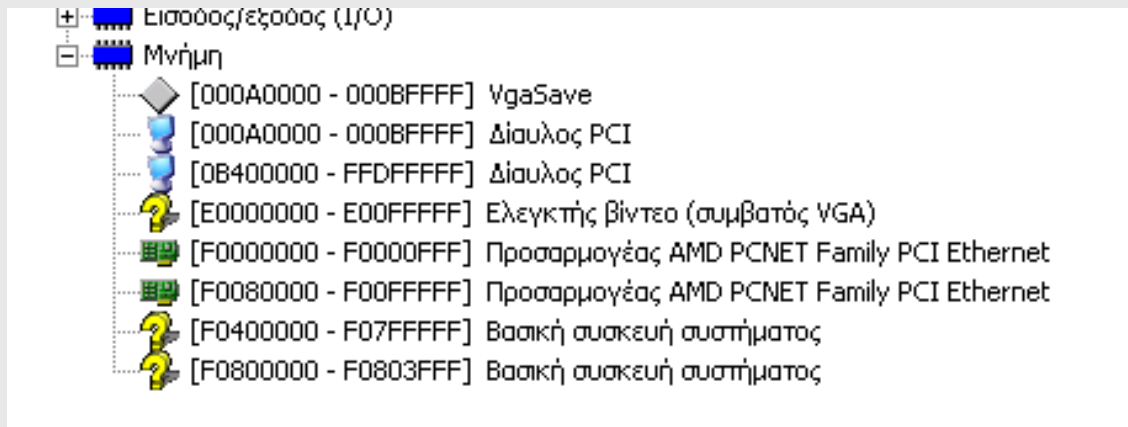 Είσοδος/έξοδος (I/O)
Μνήμη
[000A0000 - 000BFFFF] VgaSave
[000A0000 - 000BFFFF] Δίαυλος PCI
[0B400000 - FFDFFFFF] Δίαυλος PCI
[E0000000 - E00FFFFF] Ελεγκτής βίντεο (συμβατός VGA)
[F0000000 - F0000FFF] Προσαρμογέας AMD PCNET Family PCI Ethernet
[F0080000 - F00FFFFF] Προσαρμογέας AMD PCNET Family PCI Ethernet
[F0400000 - F07FFFFF] Βασική συσκευή συστήματος
[F0800000 - F0803FFF] Βασική συσκευή συστήματος